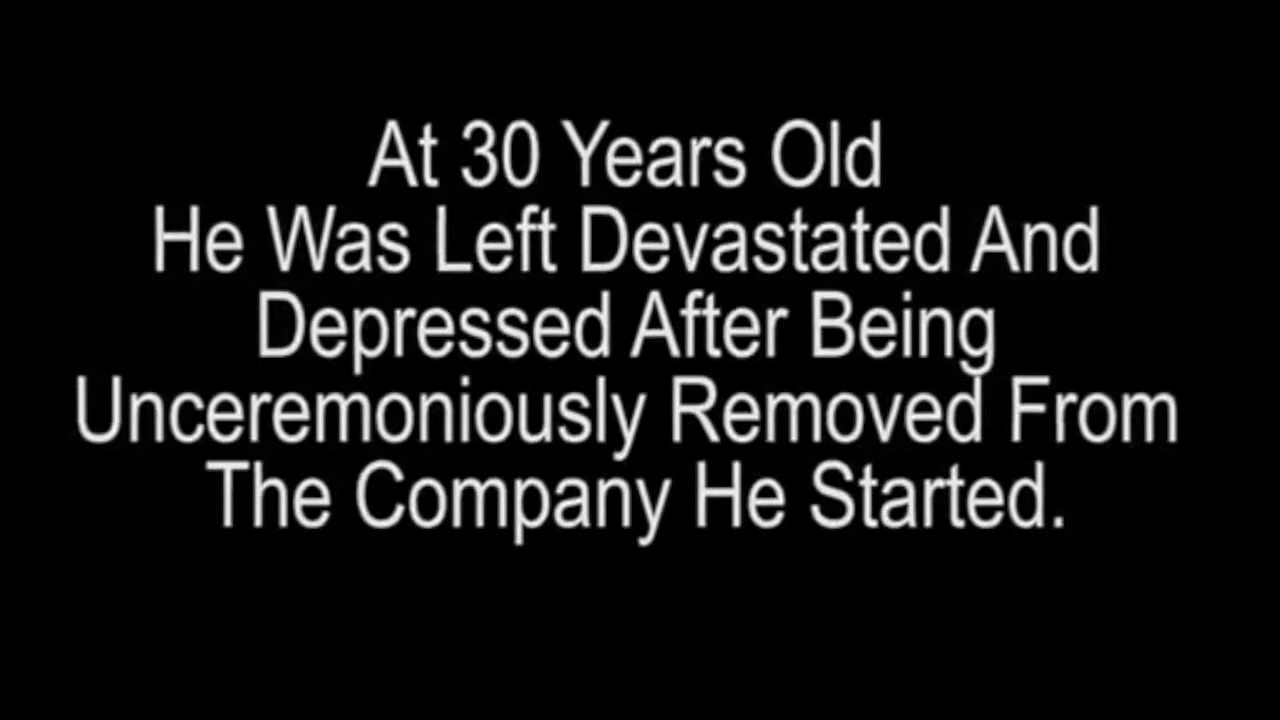 At 30 Years Old
He Was Left Devastated And
Depressed After Being
Unceremoniously Removed From
The Company He Started.